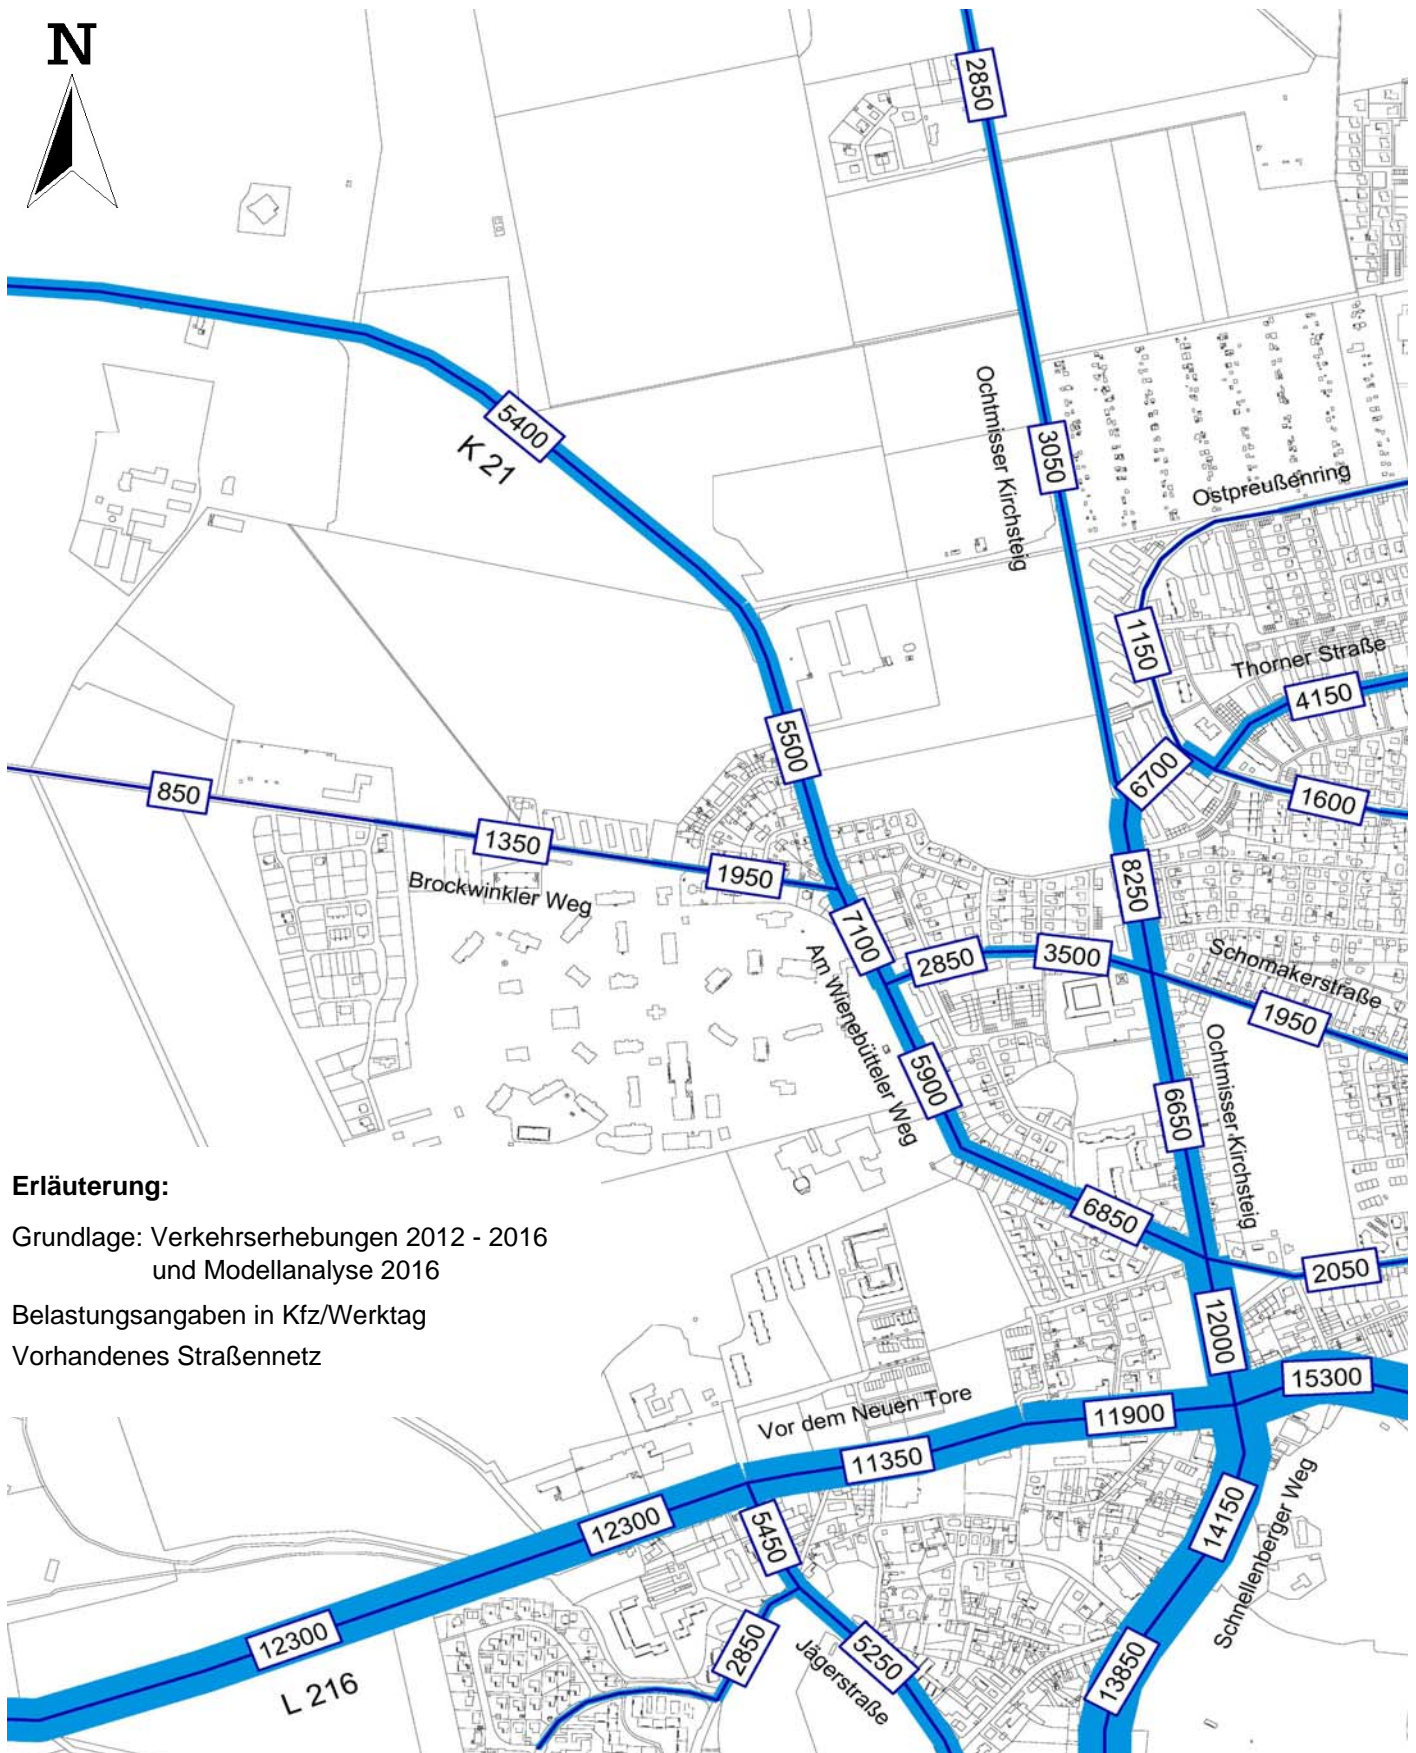 N
2850
5400
K 21
Ochtmisser Kirchsteig
3050
Ostpreußenring
1150
Thorner Straße
4150
5500
6700
1600
850
1350
1950
Brockwinkler Weg
8250
7100
2850
3500
Schomakerstraße
1950
Am Wienebütteler Weg
5900
Ochtmisser Kirchsteig
6650
Erläuterung:
Grundlage: Verkehrserhebungen 2012 - 2016
und Modellanalyse 2016
Belastungsangaben in Kfz/Werktag
Vorhandenes Straßennetz
6850
2050
12000
15300
Vor dem Neuen Tore
11900
11350
12300
5450
14150
Schnellenberger Weg
12300
L 216
2850
Jägerstraße
5250
13850